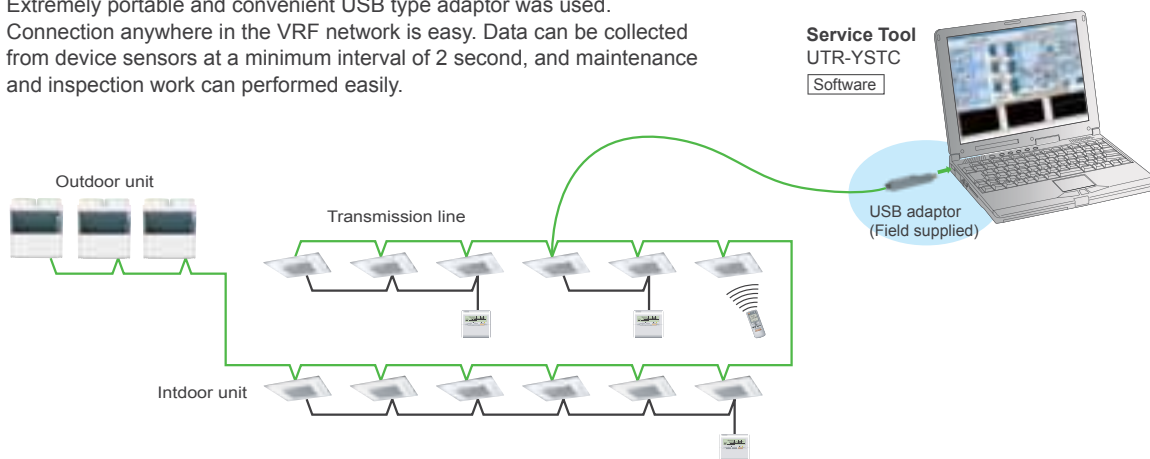 Extremely portable and convenient USB type adaptor was used.
Connection anywhere in the VRF network is easy. Data can be collected
from device sensors at a minimum interval of 2 second, and maintenance
and inspection work can performed easily.
Service Tool
UTR-YSTC
Software
Outdoor unit
Transmission line
USB adaptor
(Field supplied)
Intdoor unit